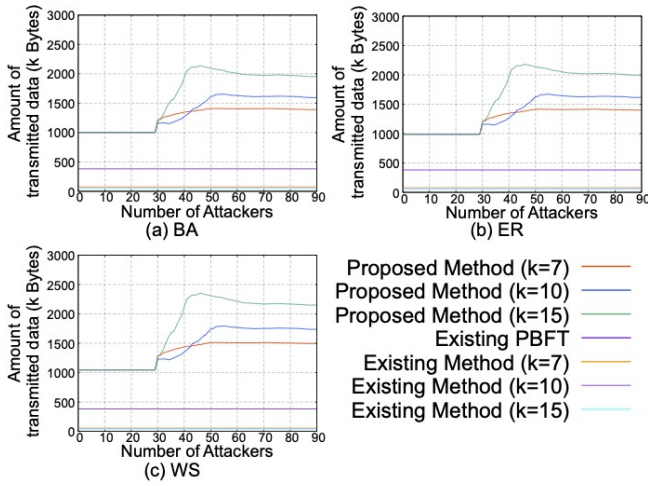 3000
2500
2000
1500
1000
500
0
Amount of
transmitted data (k Bytes)
0 10 20 30 40 50 60 70 80 90
Number of Attackers
(a) BA
3000
2500
2000
1500
1000
500
0
Amount of
transmitted data (k Bytes)
0 10 20 30 40 50 60 70 80 90
Number of Attackers
(b) ER
3000
2500
2000
1500
1000
500
0
Amount of
transmitted data (k Bytes)
0 10 20 30 40 50 60 70 80 90
Number of Attackers
(c) WS
Proposed Method (k=7)
Proposed Method (k=10)
Proposed Method (k=15)
Existing PBFT
Existing Method (k=7)
Existing Method (k=10)
Existing Method (k=15)